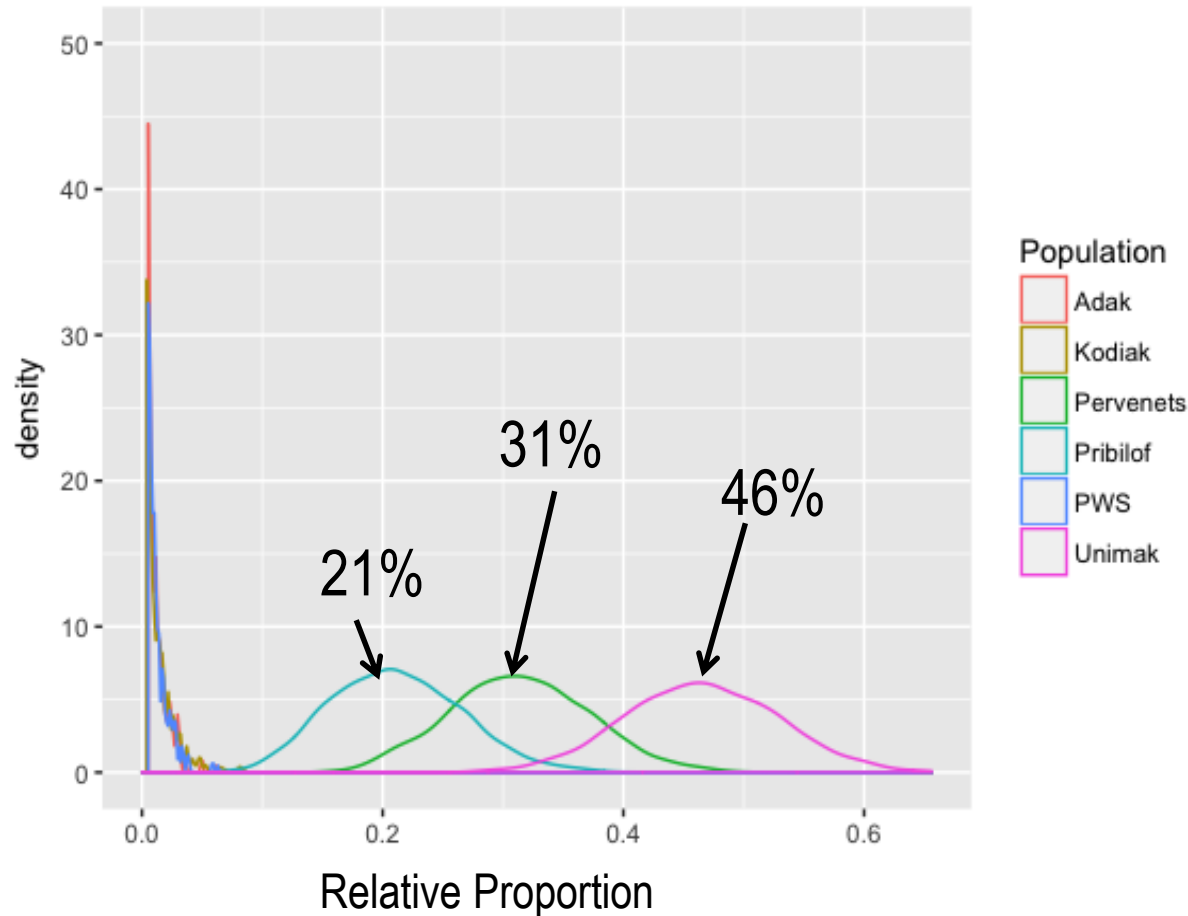 50
40
30
20
10
0
density
31%
46%
21%
0.0
0.2
0.4
0.6
Relative Proportion
Population
Adak
Kodiak
Pervenets
Pribilof
PWS
Unimak